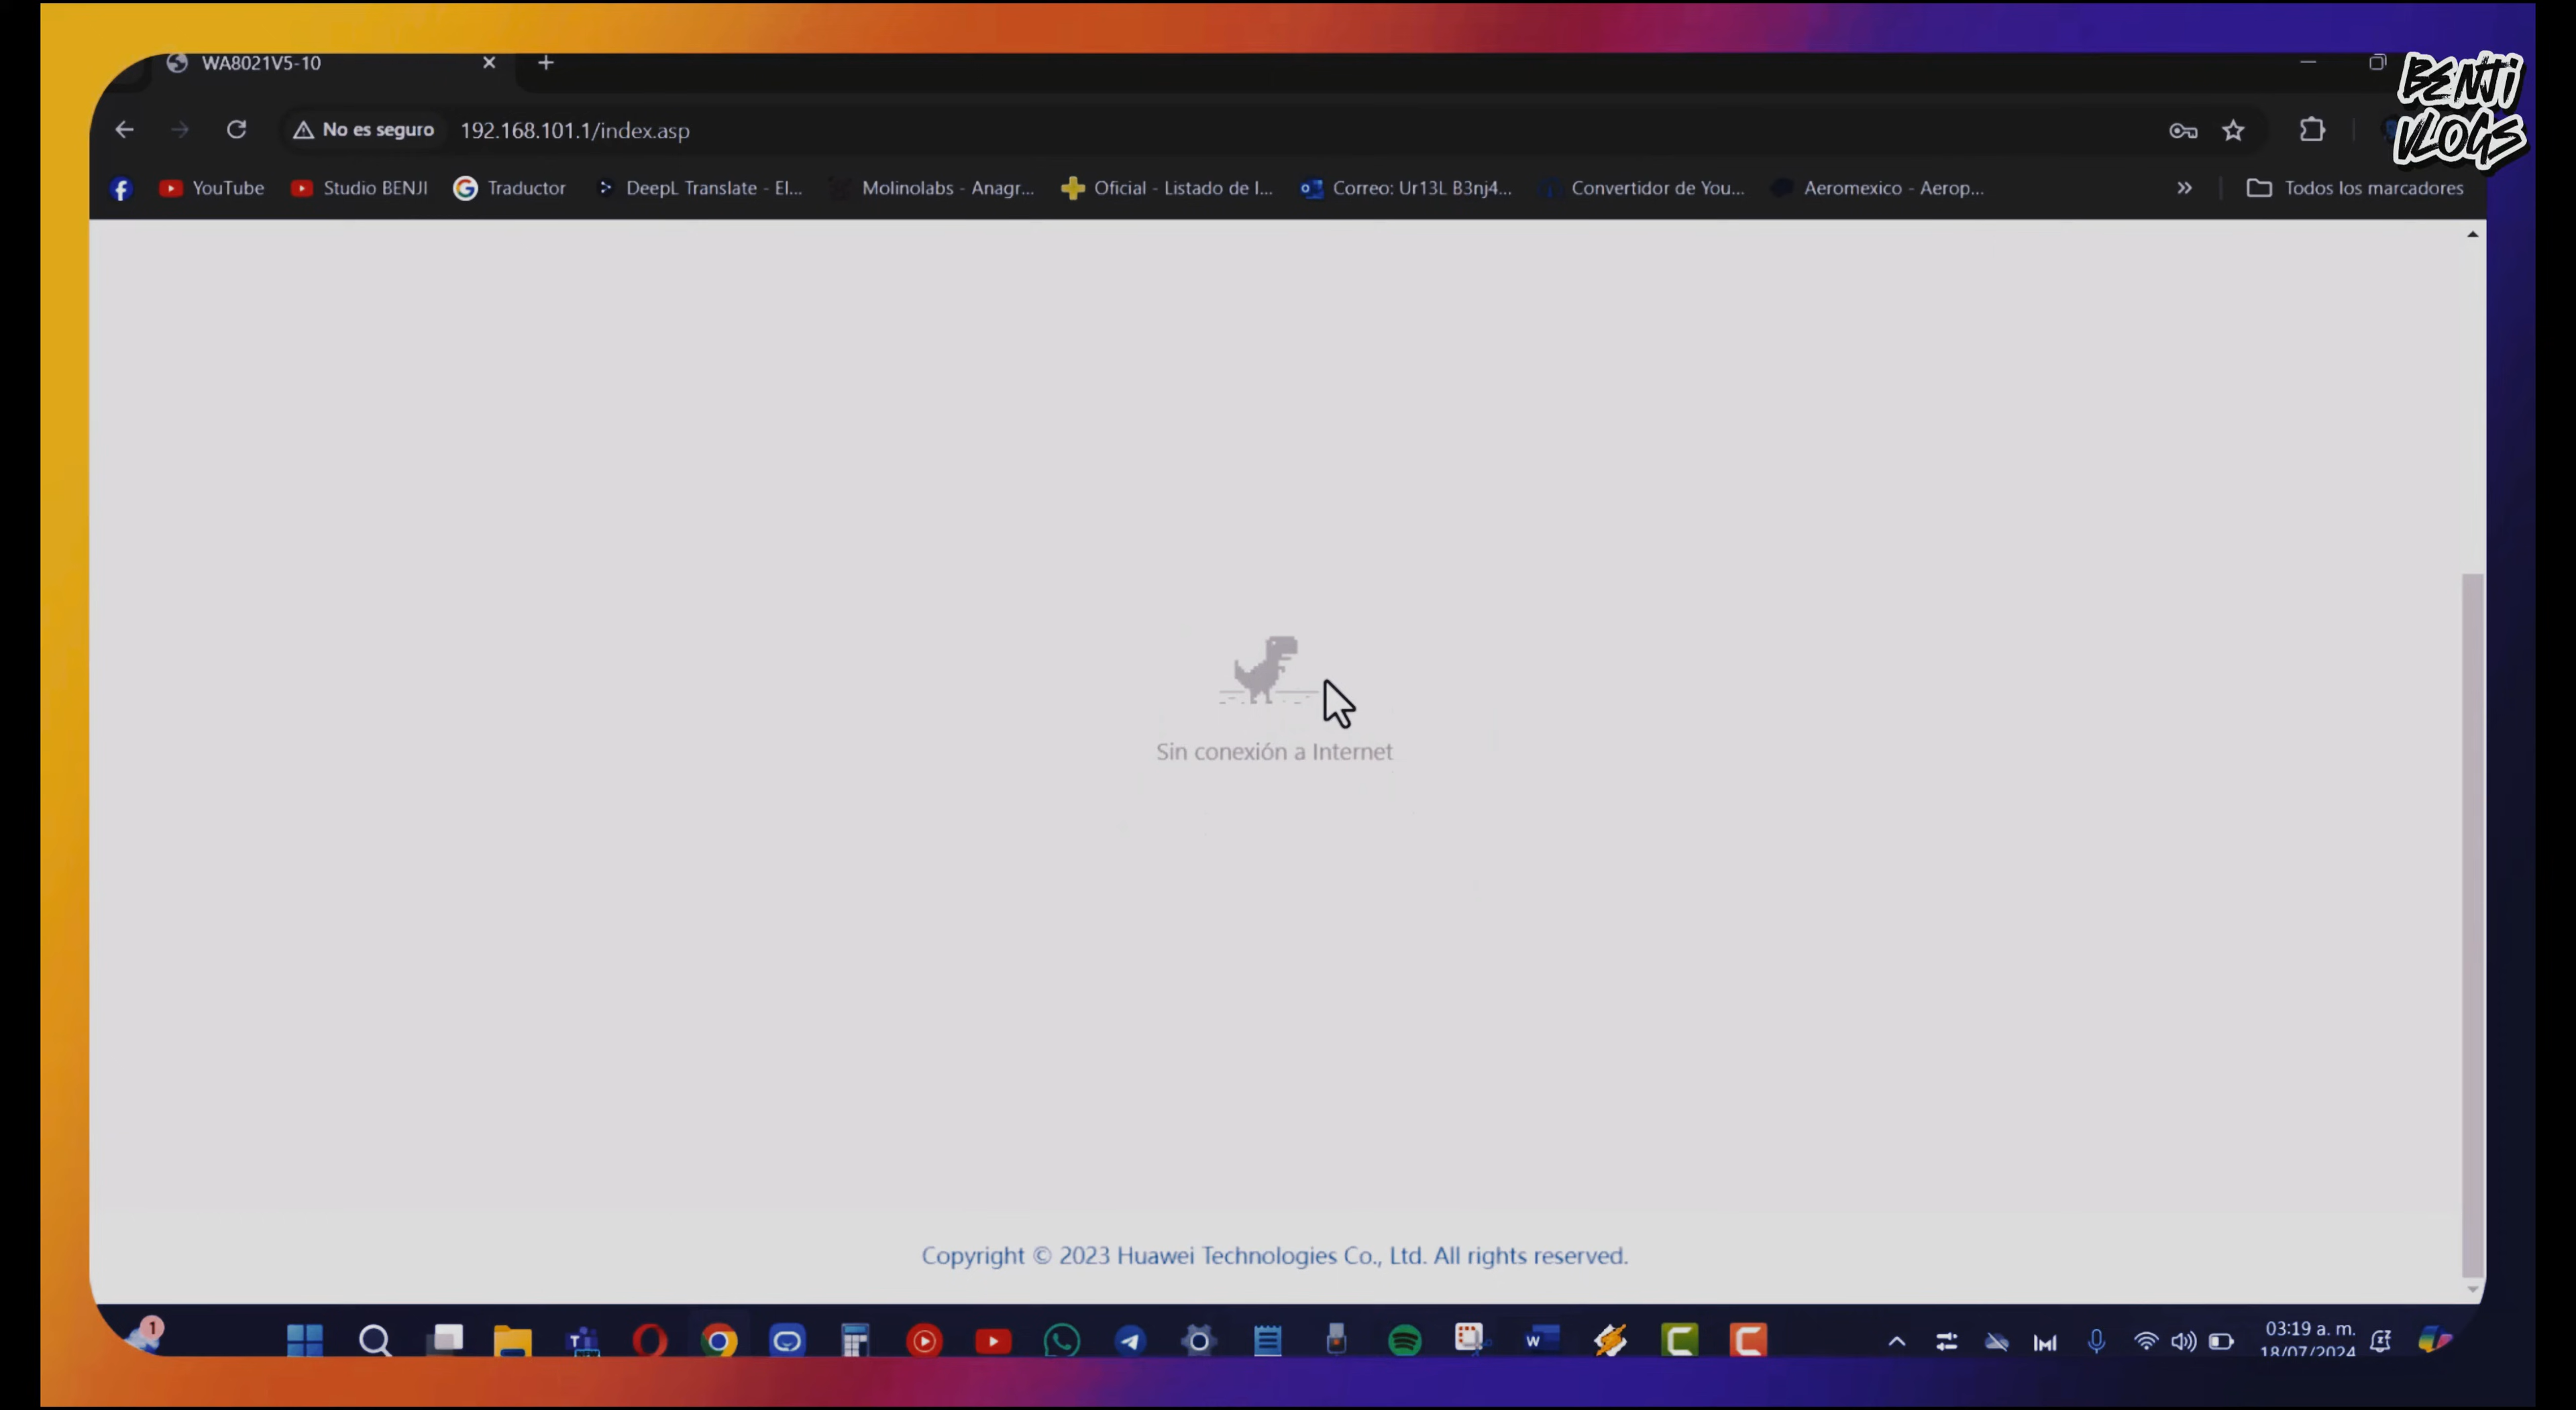 WA8021V5-10
BENJI
VLOGS
No es seguro 192.168.101.1/index.asp
YouTube Studio BENJI Traductor DeepL Translate - El... Molinolabs - Anagr... Oficial - Listado de I... Correo: Ur13L B3nj4... Convertidor de You... Aeromexico - Aerop... » Todos los marcadores
Sin conexión a Internet
Copyright © 2023 Huawei Technologies Co., Ltd. All rights reserved.
1
03:19 a. m.
18/07/2024